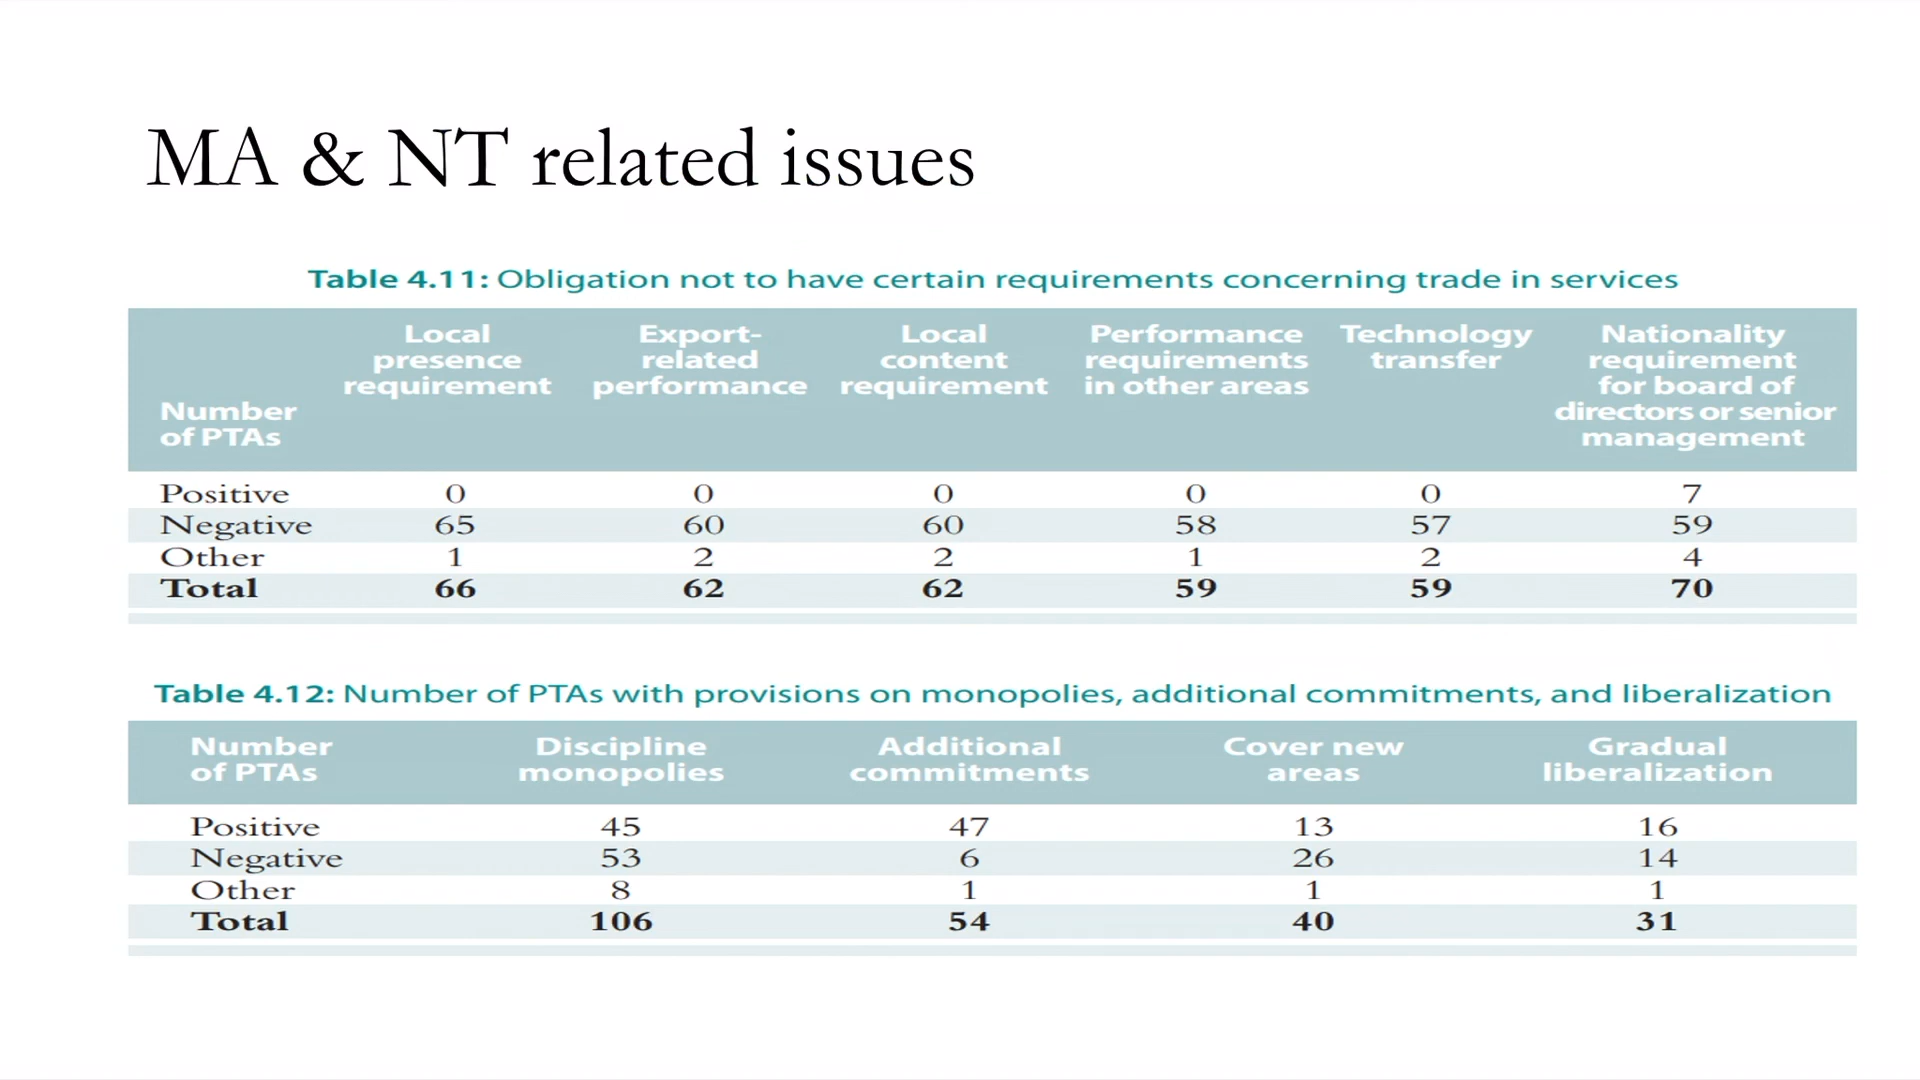 MA & NT related issues
Table 4.11: Obligation not to have certain requirements concerning trade in services
Number of PTAs | Local presence requirement | Export-related performance | Local content requirement | Performance requirements in other areas | Technology transfer | Nationality requirement for board of directors or senior management
Positive 0 0 0 0 0 7
Negative 65 60 60 58 57 59
Other 1 2 2 1 2 4
Total 66 62 62 59 59 70
Table 4.12: Number of PTAs with provisions on monopolies, additional commitments, and liberalization
Number of PTAs | Discipline monopolies | Additional commitments | Cover new areas | Gradual liberalization
Positive 45 47 13 16
Negative 53 6 26 14
Other 8 1 1 1
Total 106 54 40 31